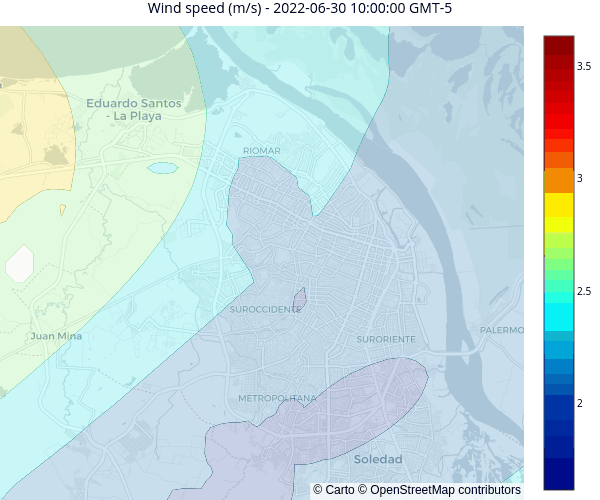 Wind speed (m/s) - 2022-06-30 10:00:00 GMT-5
3.5
Eduardo Santos
- La Playa
RIOMAR
3
2.5
SUROCCIDENTE
PALERMO
Juan Mina
SURORIENTE
METROPOLITANA
2
Soledad
© Carto © OpenStreetMap contributors